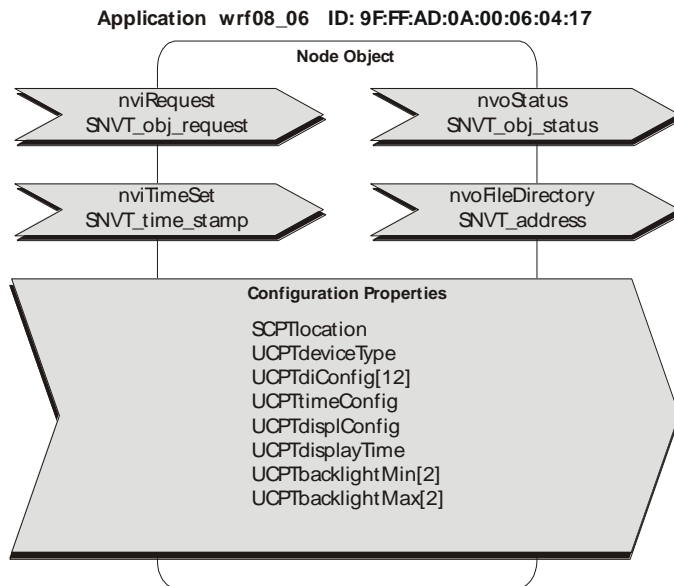 Application wrf08_06 ID: 9F:FF:AD:0A:00:06:04:17
Node Object
nviRequest
SNVT_obj_request
nvoStatus
SNVT_obj_status
nviTimeSet
SNVT_time_stamp
nvoFileDirectory
SNVT_address
Configuration Properties
SCPTlocation
UCPTdeviceType
UCPTdiConfig[12]
UCPTtimeConfig
UCPTdisplConfig
UCPTdisplayTime
UCPTbacklightMin[2]
UCPTbacklightMax[2]